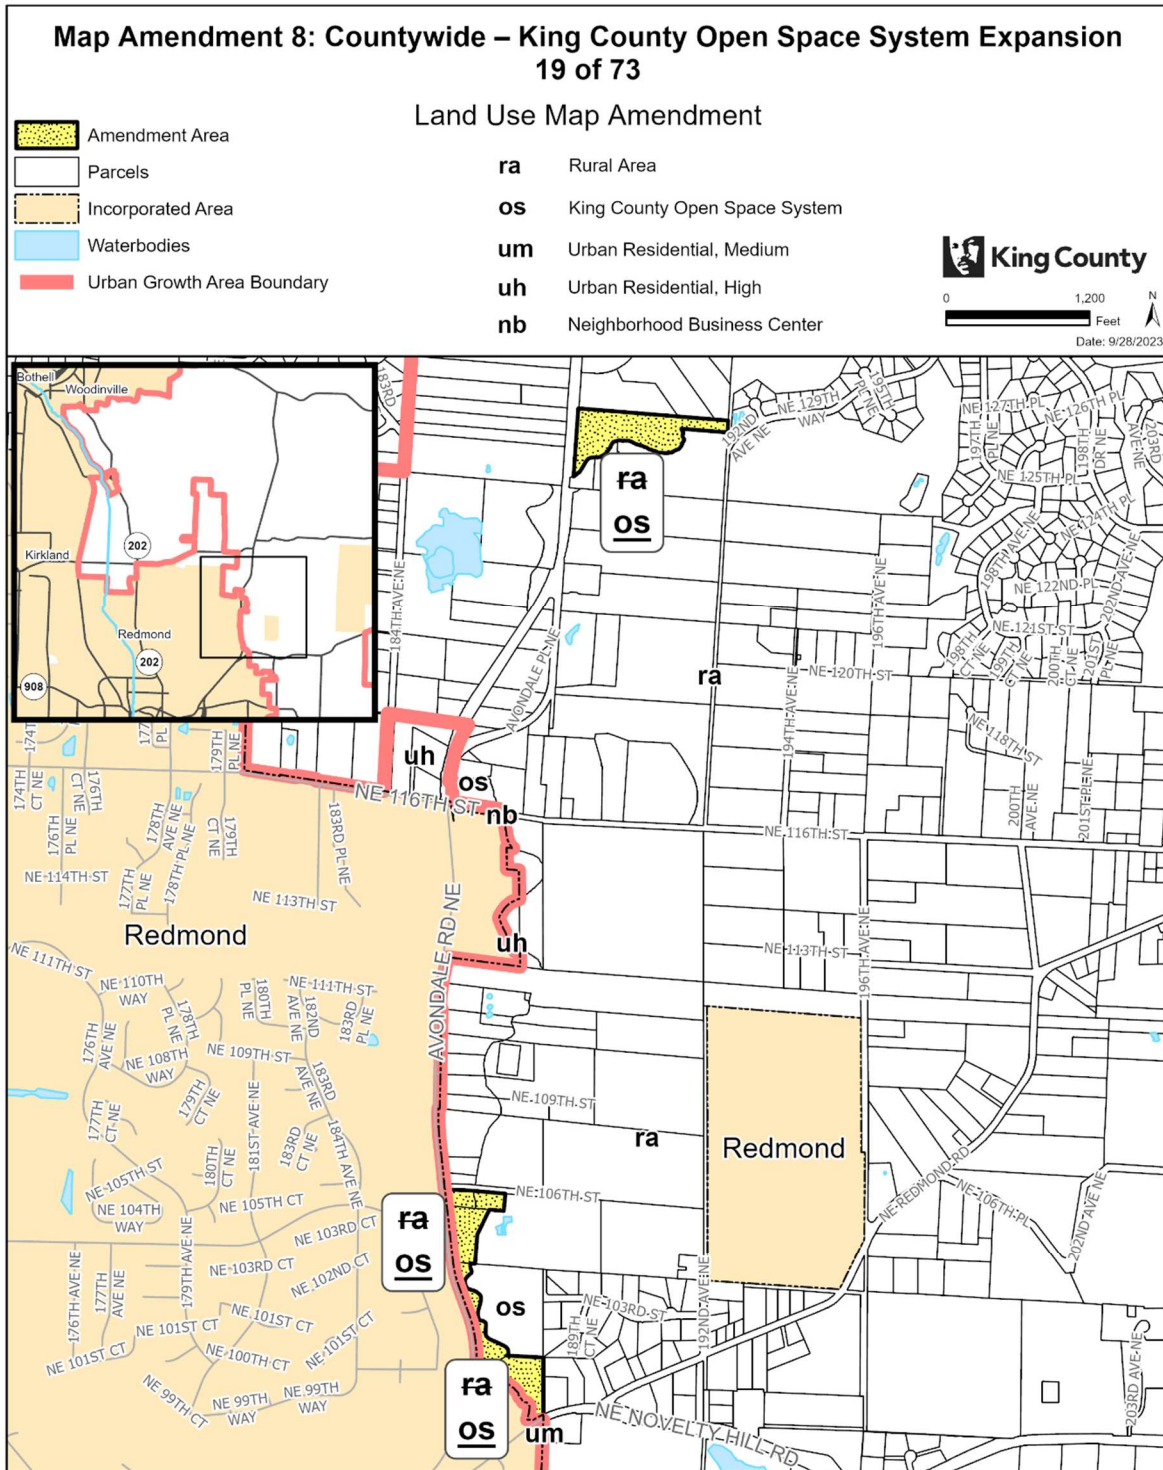 Map Amendment 8: Countywide – King County Open Space System Expansion
19 of 73
Land Use Map Amendment
Amendment Area
Parcels
Incorporated Area
Waterbodies
Urban Growth Area Boundary
ra Rural Area
os King County Open Space System
um Urban Residential, Medium
uh Urban Residential, High
nb Neighborhood Business Center
King County
0 1,200
Feet
N
Date: 9/28/2023
Bothell
Woodinville
Kirkland
202
Redmond
202
908
183RD
ra
os
192ND AVE NE
NE 129TH WAY
195TH PL NE
NE 127TH PL
NE 126TH PL
197TH PL NE
198TH DR NE
203RD AVE NE
NE 125TH PL
NE 124TH PL
198TH AVE NE
NE 122ND PL
202ND AVE NE
NE 121ST ST
198TH CT NE
199TH CT NE
200TH CT NE
201ST PL NE
184TH AVE NE
196TH AVE NE
AVONDALE PL NE
ra
NE 120TH ST
194TH AVE NE
NE 118TH ST
200TH AVE NE
201ST PL NE
174T
177
PL
179TH PL NE
uh
os
nb
NE 116TH ST
NE 116TH ST
174TH CT NE
176TH CT NE
176TH PL NE
178TH AVE NE
178TH PL NE
179TH CT NE
183RD PL NE
NE 114TH ST
177TH PL NE
NE 113TH ST
Redmond
AVONDALE RD NE
uh
NE 113TH ST
196TH AVE NE
NE 111TH ST
NE 110TH WAY
178TH PL NE
180TH PL NE
NE 111TH ST
182ND AVE NE
183RD PL NE
176TH AVE NE
NE 108TH WAY
NE 109TH ST
179TH CT NE
183RD AVE NE
177TH CT NE
181ST AVE NE
183RD CT NE
184TH AVE NE
NE 109TH ST
ra
Redmond
NE REDMOND RD
NE 106TH PL
202ND AVE NE
180TH CT NE
NE 105TH ST
NE 104TH WAY
NE 105TH CT
NE 106TH ST
ra
os
179TH AVE NE
NE 103RD CT
NE 103RD CT
NE 102ND CT
176TH AVE NE
177TH AVE NE
os
NE 103RD ST
189TH CT NE
192ND AVE NE
NE 101ST CT
NE 101ST CT
NE 101ST CT
NE 101ST CT
NE 100TH CT
NE 99TH CT
NE 99TH WAY
NE 99TH WAY
ra
os
um
NE NOVELTY HILL RD
203RD AVE NE